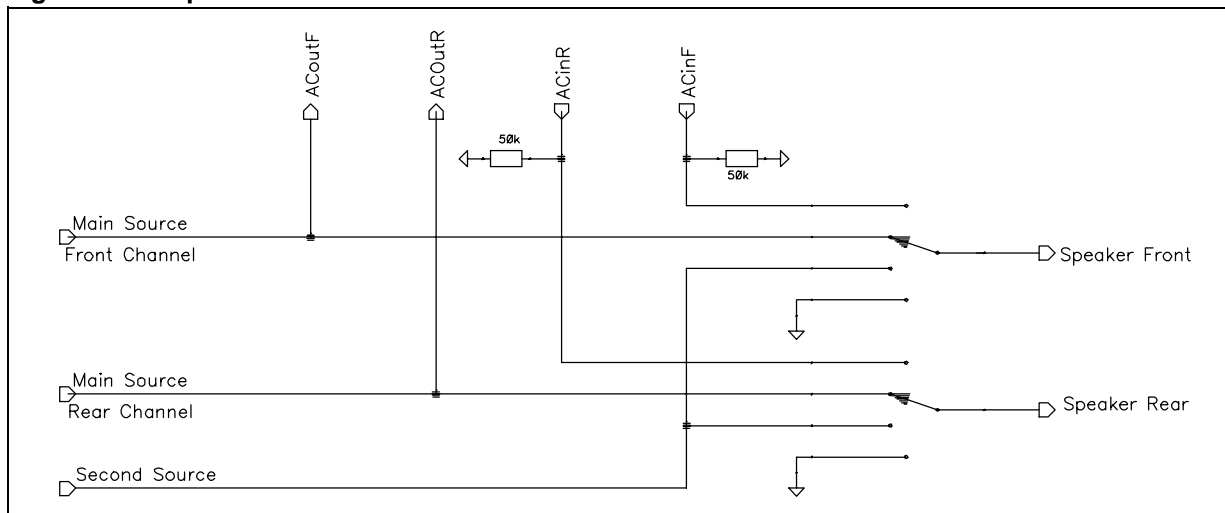 ACoutF
ACOutR
ACinR
ACinF
50k
50k
Main Source
Front Channel
Speaker Front
Main Source
Rear Channel
Speaker Rear
Second Source